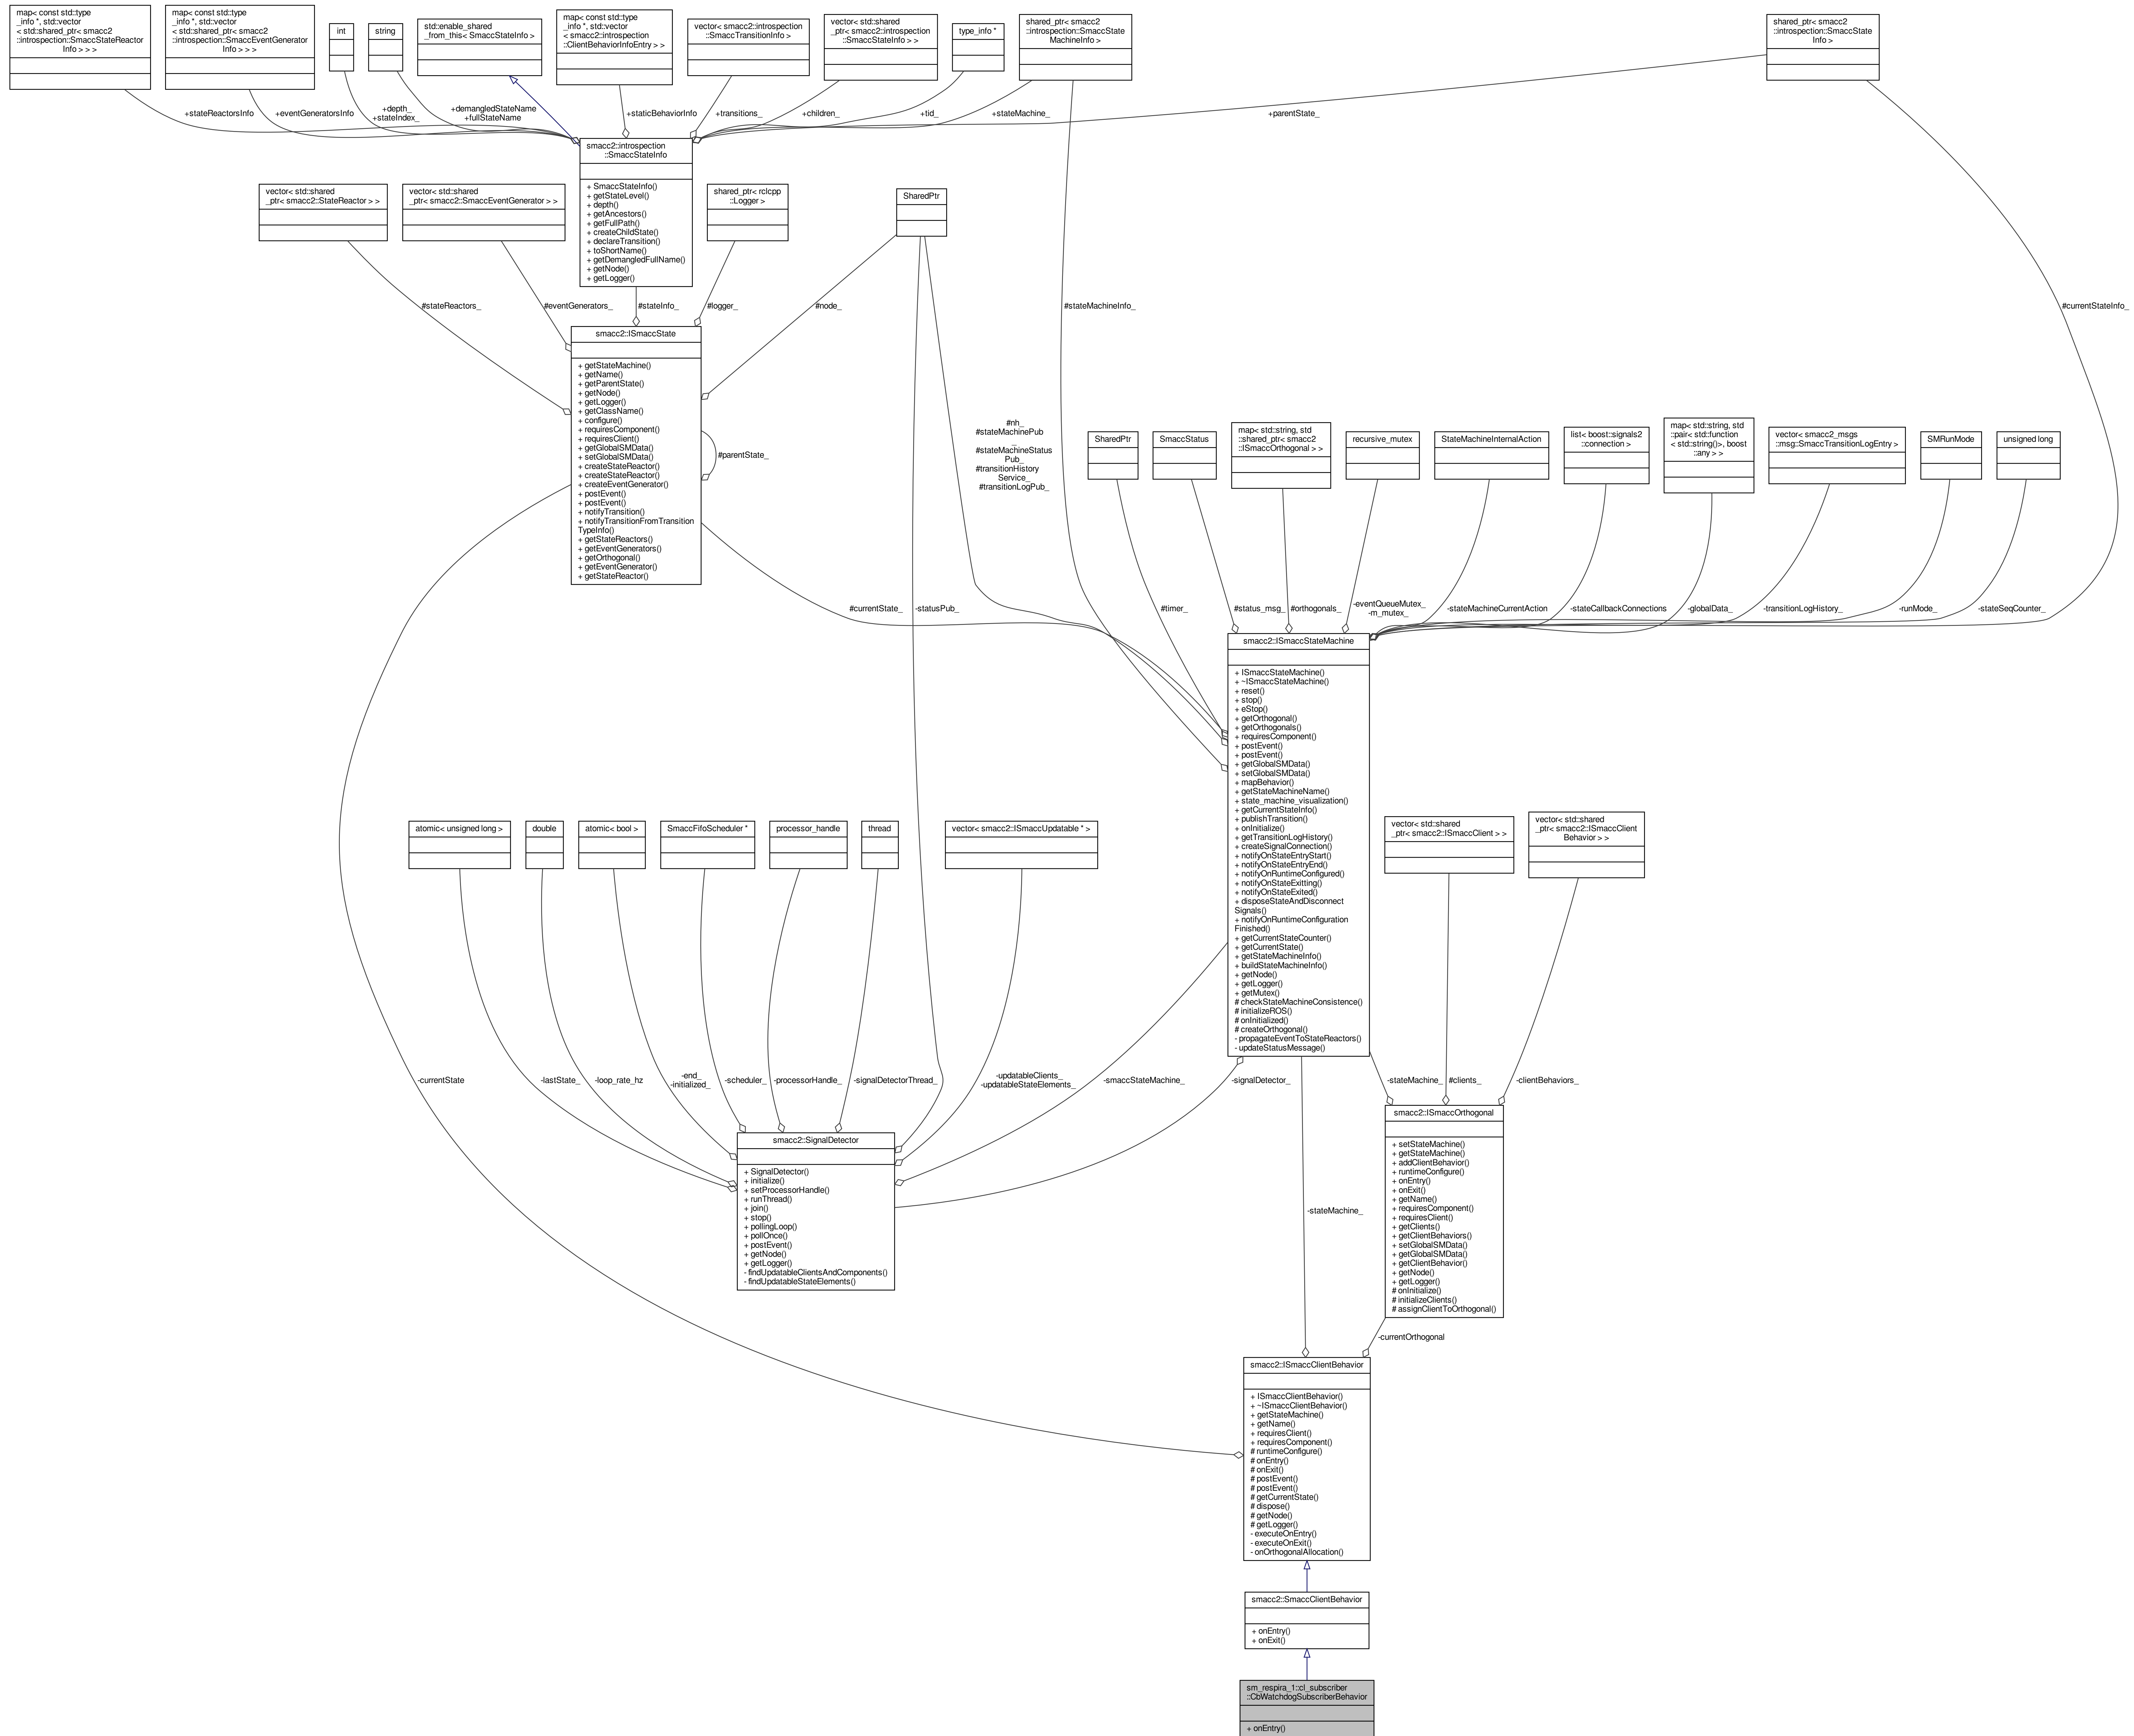 map< const std::type
_info *, std::vector
< std::shared_ptr< smacc2
::introspection::SmaccStateReactor
Info > > >
map< const std::type
_info *, std::vector
< std::shared_ptr< smacc2
::introspection::SmaccEventGenerator
Info > > >
int
string
std::enable_shared
_from_this< SmaccStateInfo >
map< const std::type
_info *, std::vector
< smacc2::introspection
::ClientBehaviorInfoEntry > >
vector< smacc2::introspection
::SmaccTransitionInfo >
vector< std::shared
_ptr< smacc2::introspection
::SmaccStateInfo > >
type_info *
shared_ptr< smacc2
::introspection::SmaccState
MachineInfo >
shared_ptr< smacc2
::introspection::SmaccState
Info >
+stateReactorsInfo
+eventGeneratorsInfo
+depth_
+stateIndex_
+demangledStateName
+fullStateName
+staticBehaviorInfo
+transitions_
+children_
+tid_
+stateMachine_
+parentState_
smacc2::introspection
::SmaccStateInfo
+ SmaccStateInfo()
+ getStateLevel()
+ depth()
+ getAncestors()
+ getFullPath()
+ createChildState()
+ declareTransition()
+ toShortName()
+ getDemangledFullName()
+ getNode()
+ getLogger()
vector< std::shared
_ptr< smacc2::StateReactor > >
vector< std::shared
_ptr< smacc2::SmaccEventGenerator > >
shared_ptr< rclcpp
::Logger >
SharedPtr
#stateReactors_
#eventGenerators_
#stateInfo_
#logger_
#node_
#stateMachineInfo_
#currentStateInfo_
smacc2::ISmaccState
+ getStateMachine()
+ getName()
+ getParentState()
+ getNode()
+ getLogger()
+ getClassName()
+ configure()
+ requiresComponent()
+ requiresClient()
+ getGlobalSMData()
+ setGlobalSMData()
+ createStateReactor()
+ createStateReactor()
+ createEventGenerator()
+ postEvent()
+ postEvent()
+ notifyTransition()
+ notifyTransitionFromTransition
TypeInfo()
+ getStateReactors()
+ getEventGenerators()
+ getOrthogonal()
+ getEventGenerator()
+ getStateReactor()
#parentState_
#nh_
#stateMachinePub
_
#stateMachineStatus
Pub_
#transitionHistory
Service_
#transitionLogPub_
SharedPtr
SmaccStatus
map< std::string, std
::shared_ptr< smacc2
::ISmaccOrthogonal > >
recursive_mutex
StateMachineInternalAction
list< boost::signals2
::connection >
map< std::string, std
::pair< std::function
< std::string()>, boost
::any > >
vector< smacc2_msgs
::msg::SmaccTransitionLogEntry >
SMRunMode
unsigned long
#currentState_
-statusPub_
#timer_
#status_msg_
#orthogonals_
-eventQueueMutex_
-m_mutex_
-stateMachineCurrentAction
-stateCallbackConnections
-globalData_
-transitionLogHistory_
-runMode_
-stateSeqCounter_
smacc2::ISmaccStateMachine
+ ISmaccStateMachine()
+ ~ISmaccStateMachine()
+ reset()
+ stop()
+ eStop()
+ getOrthogonal()
+ getOrthogonals()
+ requiresComponent()
+ postEvent()
+ postEvent()
+ getGlobalSMData()
+ setGlobalSMData()
+ mapBehavior()
+ getStateMachineName()
+ state_machine_visualization()
+ getCurrentStateInfo()
+ publishTransition()
+ onInitialize()
+ getTransitionLogHistory()
+ createSignalConnection()
+ notifyOnStateEntryStart()
+ notifyOnStateEntryEnd()
+ notifyOnRuntimeConfigured()
+ notifyOnStateExitting()
+ notifyOnStateExited()
+ disposeStateAndDisconnect
Signals()
+ notifyOnRuntimeConfiguration
Finished()
+ getCurrentStateCounter()
+ getCurrentState()
+ getStateMachineInfo()
+ buildStateMachineInfo()
+ getNode()
+ getLogger()
+ getMutex()
# checkStateMachineConsistence()
# initializeROS()
# onInitialized()
# createOrthogonal()
- propagateEventToStateReactors()
- updateStatusMessage()
atomic< unsigned long >
double
atomic< bool >
SmaccFifoScheduler *
processor_handle
thread
vector< smacc2::ISmaccUpdatable * >
vector< std::shared
_ptr< smacc2::ISmaccClient > >
vector< std::shared
_ptr< smacc2::ISmaccClient
Behavior > >
-currentState
-lastState_
-loop_rate_hz
-end_
-initialized_
-scheduler_
-processorHandle_
-signalDetectorThread_
-updatableClients_
-updatableStateElements_
-smaccStateMachine_
-signalDetector_
-stateMachine_
#clients_
-clientBehaviors_
smacc2::SignalDetector
+ SignalDetector()
+ initialize()
+ setProcessorHandle()
+ runThread()
+ join()
+ stop()
+ pollingLoop()
+ pollOnce()
+ postEvent()
+ getNode()
+ getLogger()
- findUpdatableClientsAndComponents()
- findUpdatableStateElements()
smacc2::ISmaccOrthogonal
+ setStateMachine()
+ getStateMachine()
+ addClientBehavior()
+ runtimeConfigure()
+ onEntry()
+ onExit()
+ getName()
+ requiresComponent()
+ requiresClient()
+ getClients()
+ getClientBehaviors()
+ setGlobalSMData()
+ getGlobalSMData()
+ getClientBehavior()
+ getNode()
+ getLogger()
# onInitialize()
# initializeClients()
# assignClientToOrthogonal()
-stateMachine_
-currentOrthogonal
smacc2::ISmaccClientBehavior
+ ISmaccClientBehavior()
+ ~ISmaccClientBehavior()
+ getStateMachine()
+ getName()
+ requiresClient()
+ requiresComponent()
# runtimeConfigure()
# onEntry()
# onExit()
# postEvent()
# postEvent()
# getCurrentState()
# dispose()
# getNode()
# getLogger()
- executeOnEntry()
- executeOnExit()
- onOrthogonalAllocation()
smacc2::SmaccClientBehavior
+ onEntry()
+ onExit()
sm_respira_1::cl_subscriber
::CbWatchdogSubscriberBehavior
+ onEntry()